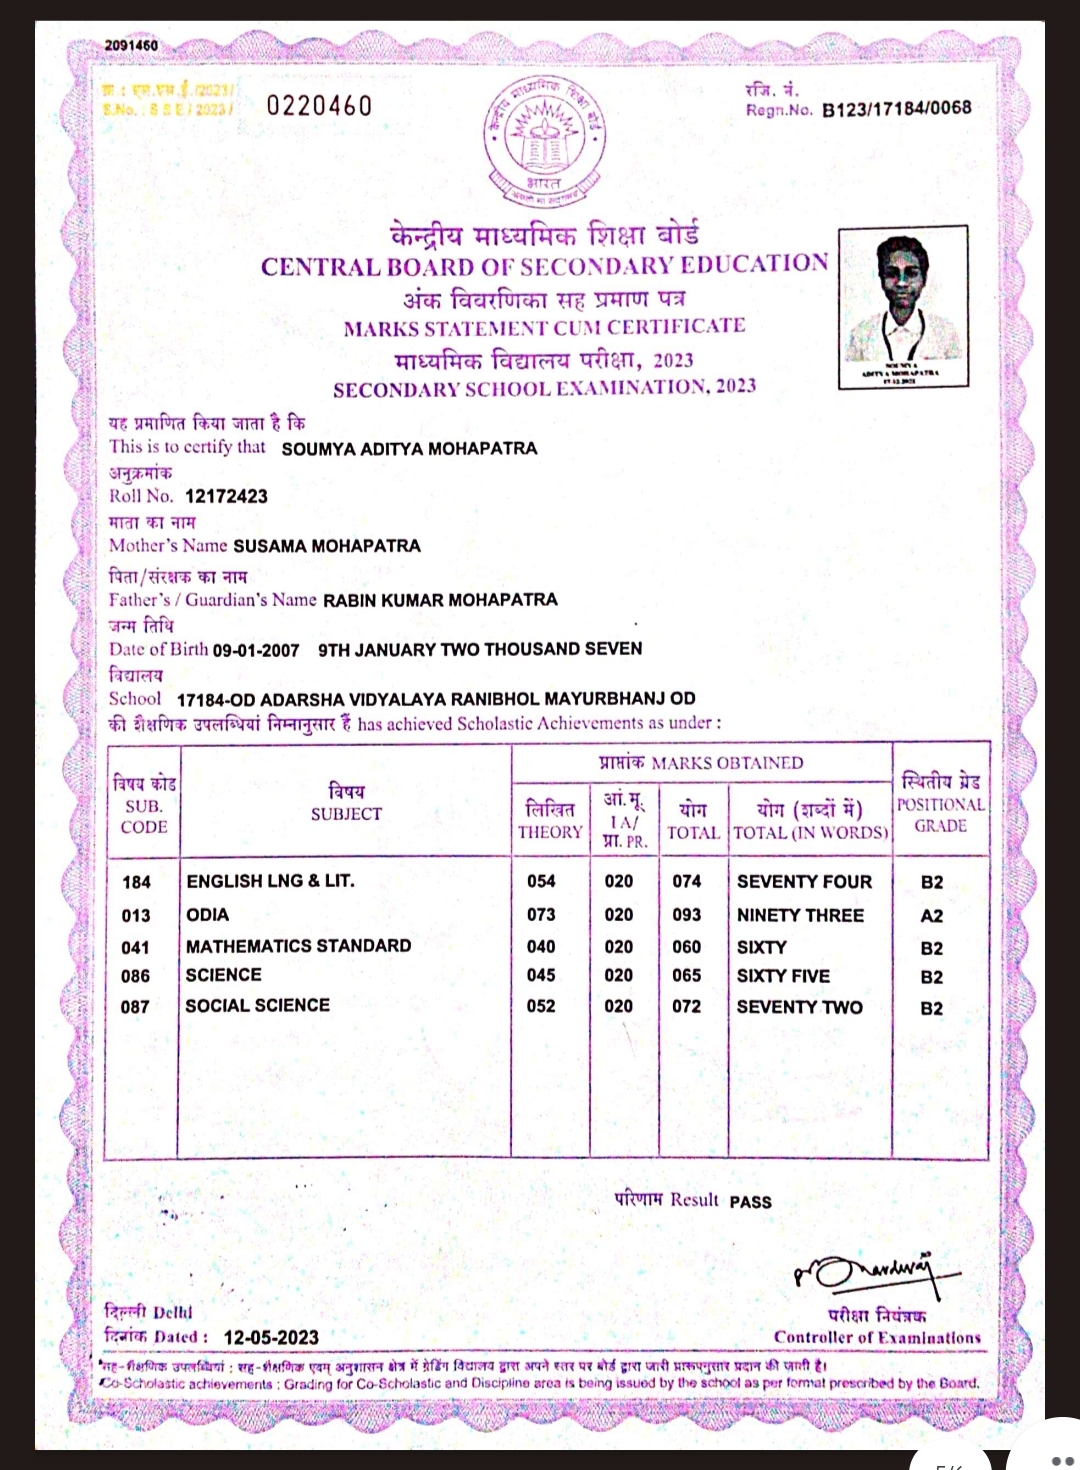 2091460
क्र : एस.एस.ई./2023/
S.No. : S S E / 2023 /
0220460
रजि. नं.
Regn.No. B123/17184/0068
केन्द्रीय माध्यमिक शिक्षा बोर्ड
भारत
असतो मा सद्गमय
केन्द्रीय माध्यमिक शिक्षा बोर्ड
CENTRAL BOARD OF SECONDARY EDUCATION
अंक विवरणिका सह प्रमाण पत्र
MARKS STATEMENT CUM CERTIFICATE
माध्यमिक विद्यालय परीक्षा, 2023
SECONDARY SCHOOL EXAMINATION, 2023
SOUMYA
ADITYA MOHAPATRA
यह प्रमाणित किया जाता है कि
This is to certify that SOUMYA ADITYA MOHAPATRA
अनुक्रमांक
Roll No. 12172423
माता का नाम
Mother's Name SUSAMA MOHAPATRA
पिता/संरक्षक का नाम
Father's / Guardian's Name RABIN KUMAR MOHAPATRA
जन्म तिथि
Date of Birth 09-01-2007 9TH JANUARY TWO THOUSAND SEVEN
विद्यालय
School 17184-OD ADARSHA VIDYALAYA RANIBHOL MAYURBHANJ OD
की शैक्षणिक उपलब्धियां निम्नानुसार हैं has achieved Scholastic Achievements as under :
विषय कोड
SUB.
CODE
विषय
SUBJECT
प्राप्तांक MARKS OBTAINED
लिखित
THEORY
आं.मू.
I A/
प्रा. PR.
योग
TOTAL
योग (शब्दों में)
TOTAL (IN WORDS)
स्थितीय ग्रेड
POSITIONAL
GRADE
184 ENGLISH LNG & LIT. 054 020 074 SEVENTY FOUR B2
013 ODIA 073 020 093 NINETY THREE A2
041 MATHEMATICS STANDARD 040 020 060 SIXTY B2
086 SCIENCE 045 020 065 SIXTY FIVE B2
087 SOCIAL SCIENCE 052 020 072 SEVENTY TWO B2
परिणाम Result PASS
दिल्ली Delhi
दिनांक Dated : 12-05-2023
परीक्षा नियंत्रक
Controller of Examinations
सह-शैक्षणिक उपलब्धियां : सह-शैक्षणिक एवम् अनुशासन क्षेत्र में ग्रेडिंग विद्यालय द्वारा अपने स्तर पर बोर्ड द्वारा जारी प्रारूपनुसार प्रदान की जाती है।
Co-Scholastic achievements : Grading for Co-Scholastic and Discipline area is being issued by the school as per format prescribed by the Board.